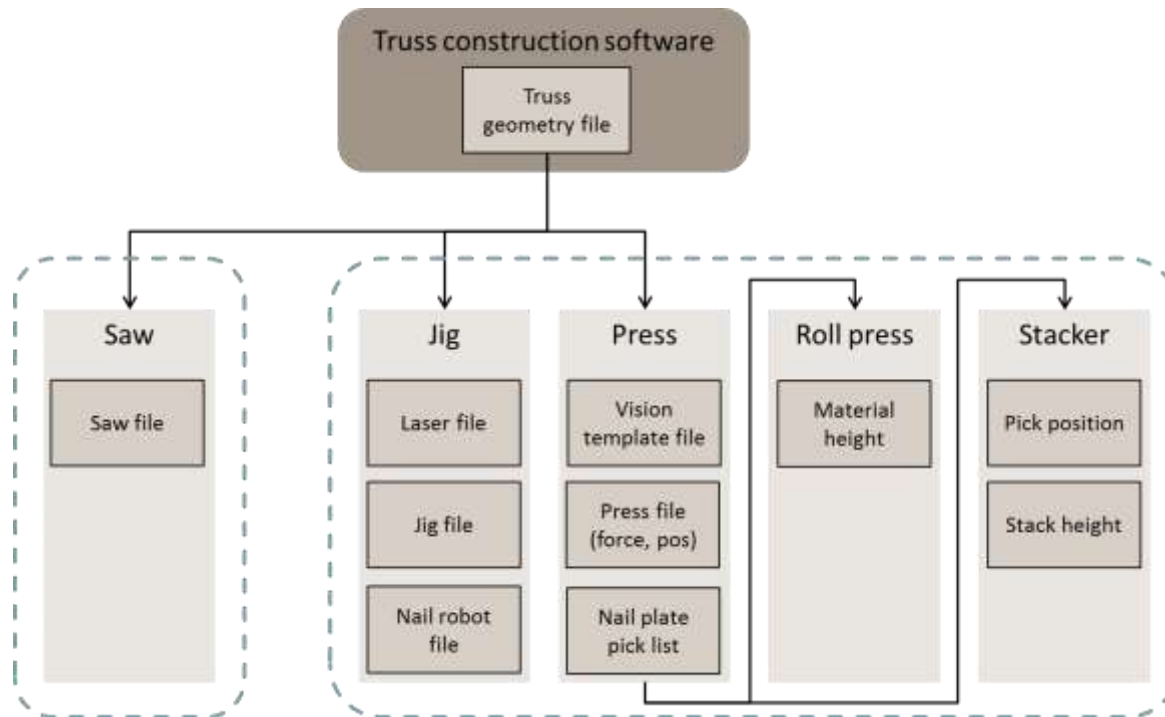 Truss construction software
Truss
geometry file
Saw
Saw file
Jig
Laser file
Jig file
Nail robot
file
Press
Vision
template file
Press file
(force, pos)
Nail plate
pick list
Roll press
Material
height
Stacker
Pick position
Stack height